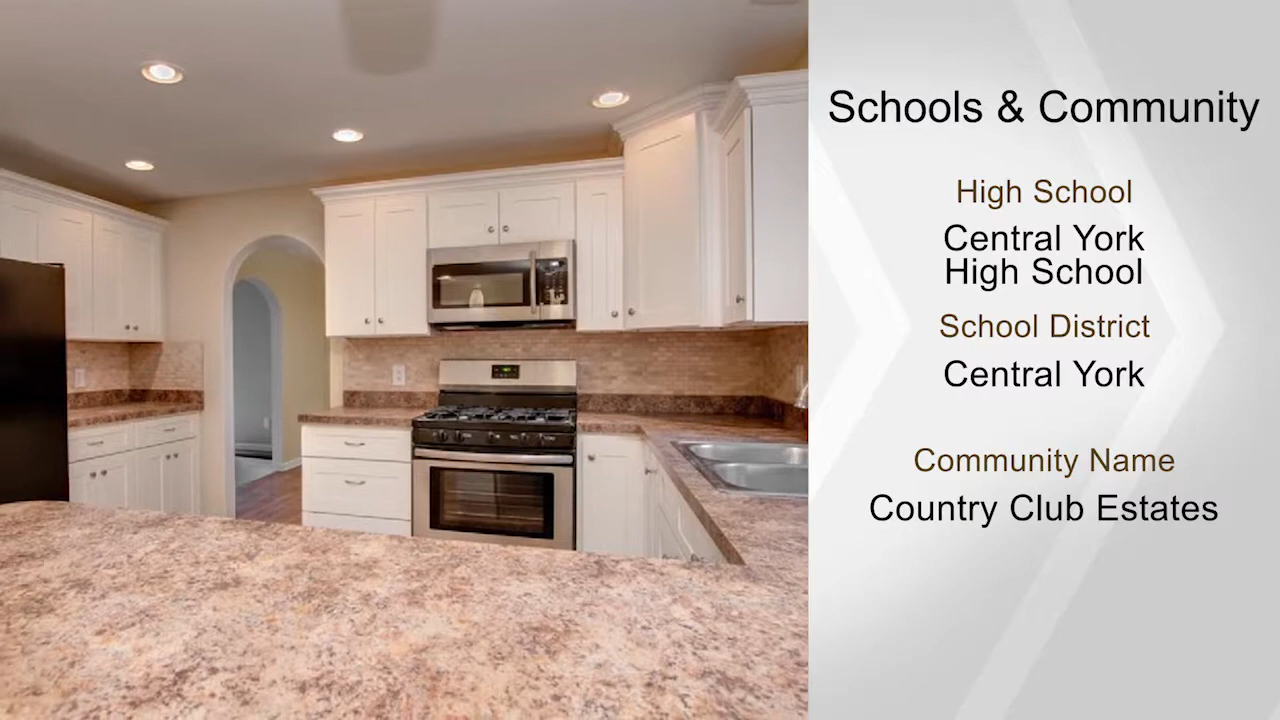 Schools & Community
High School
Central York
High School
School District
Central York
Community Name
Country Club Estates